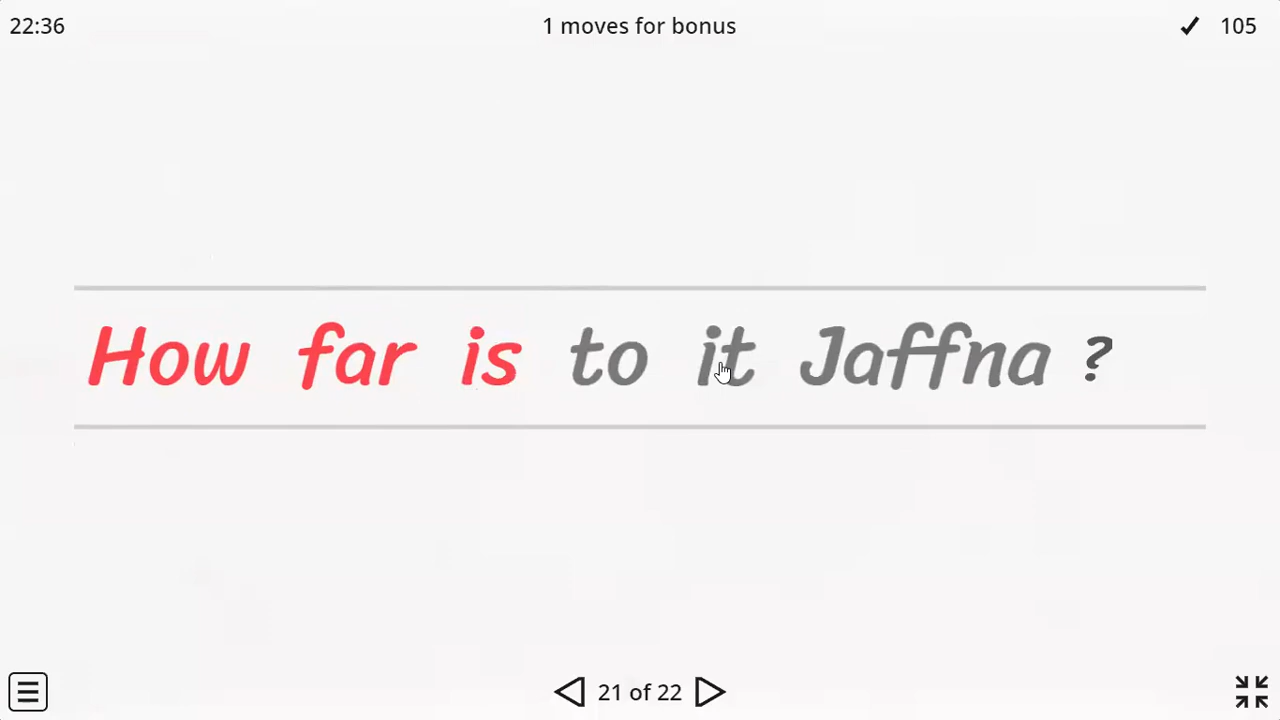 22:36 1 moves for bonus ✓ 105
How far is to it Jaffna ?
21 of 22